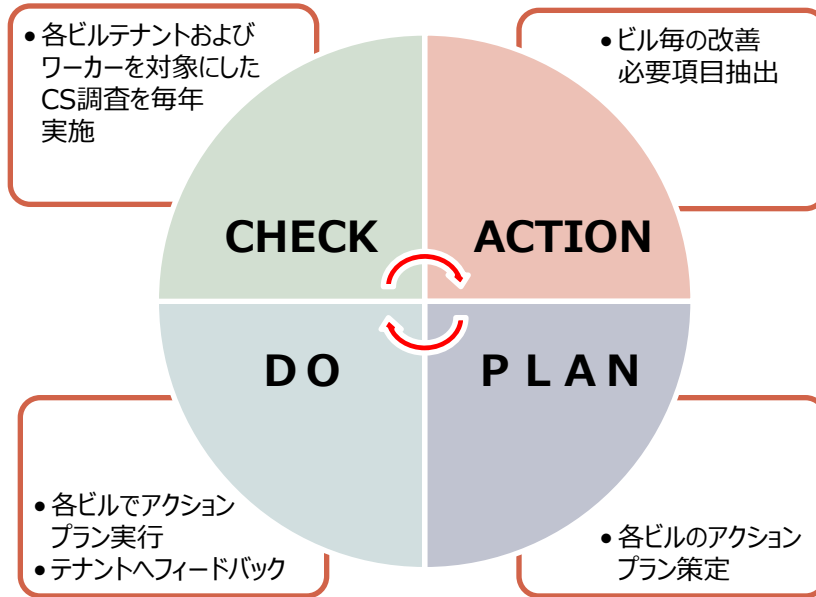 • 各ビルテナントおよび
ワーカーを対象にした
CS調査を毎年
実施
• ビル毎の改善
必要項目抽出
CHECK
ACTION
DO
PLAN
• 各ビルでアクション
プラン実行
• テナントへフィードバック
• 各ビルのアクション
プラン策定